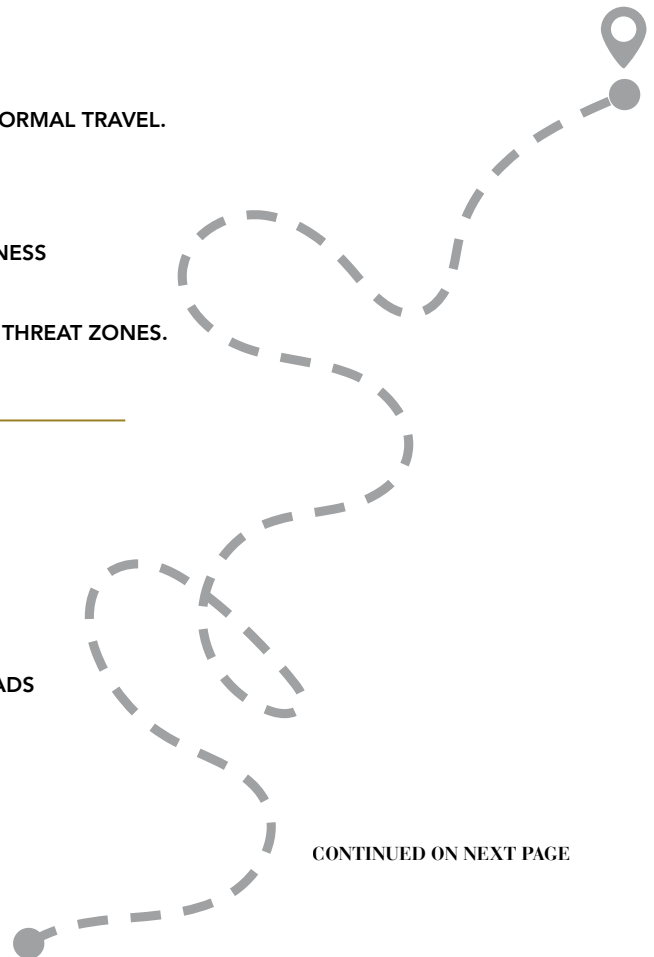 ORMAL TRAVEL.
NESS
THREAT ZONES.
ADS
CONTINUED ON NEXT PAGE